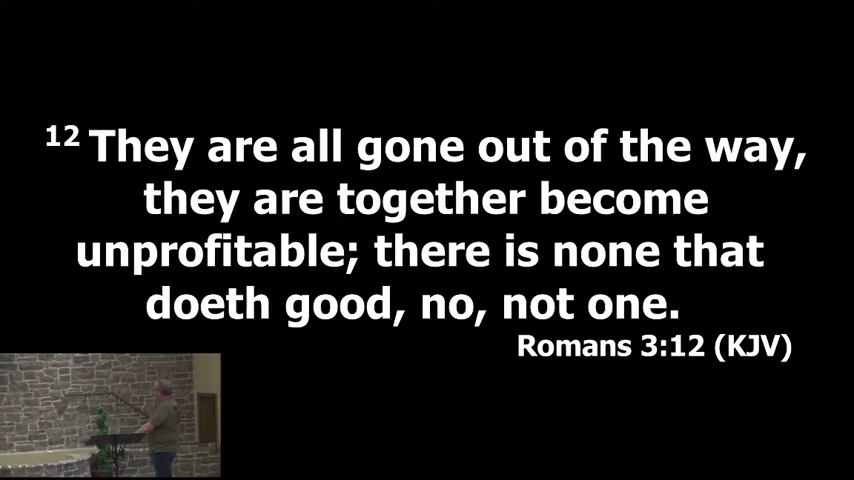 12 They are all gone out of the way,
they are together become
unprofitable; there is none that
doeth good, no, not one.
Romans 3:12 (KJV)